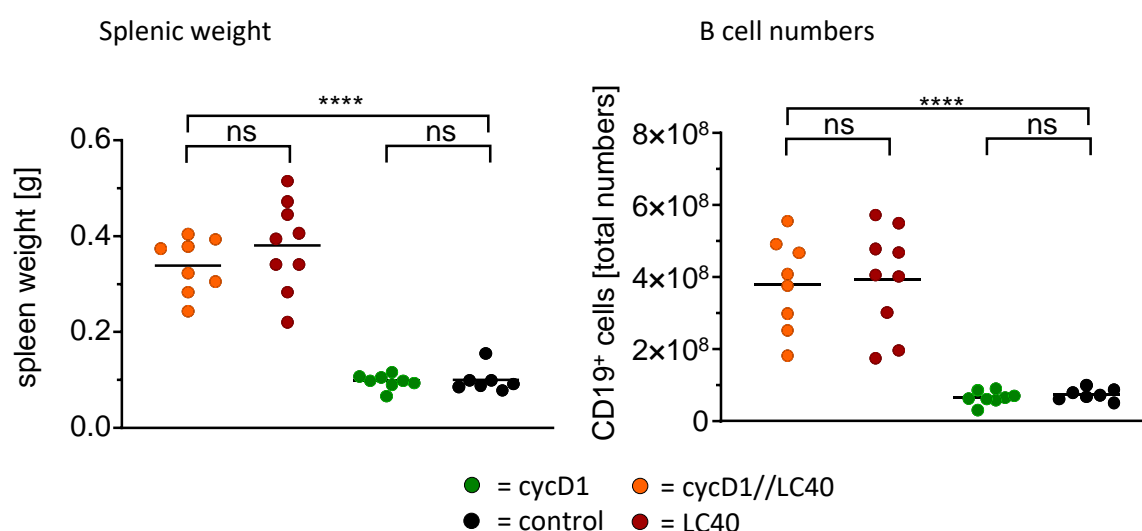 Splenic weight
B cell numbers
****
ns
ns
spleen weight [g]
0.6
0.4
0.2
0.0
****
ns
ns
CD19⁺ cells [total numbers]
8×10⁸
6×10⁸
4×10⁸
2×10⁸
0
= cycD1
= cycD1//LC40
= control
= LC40